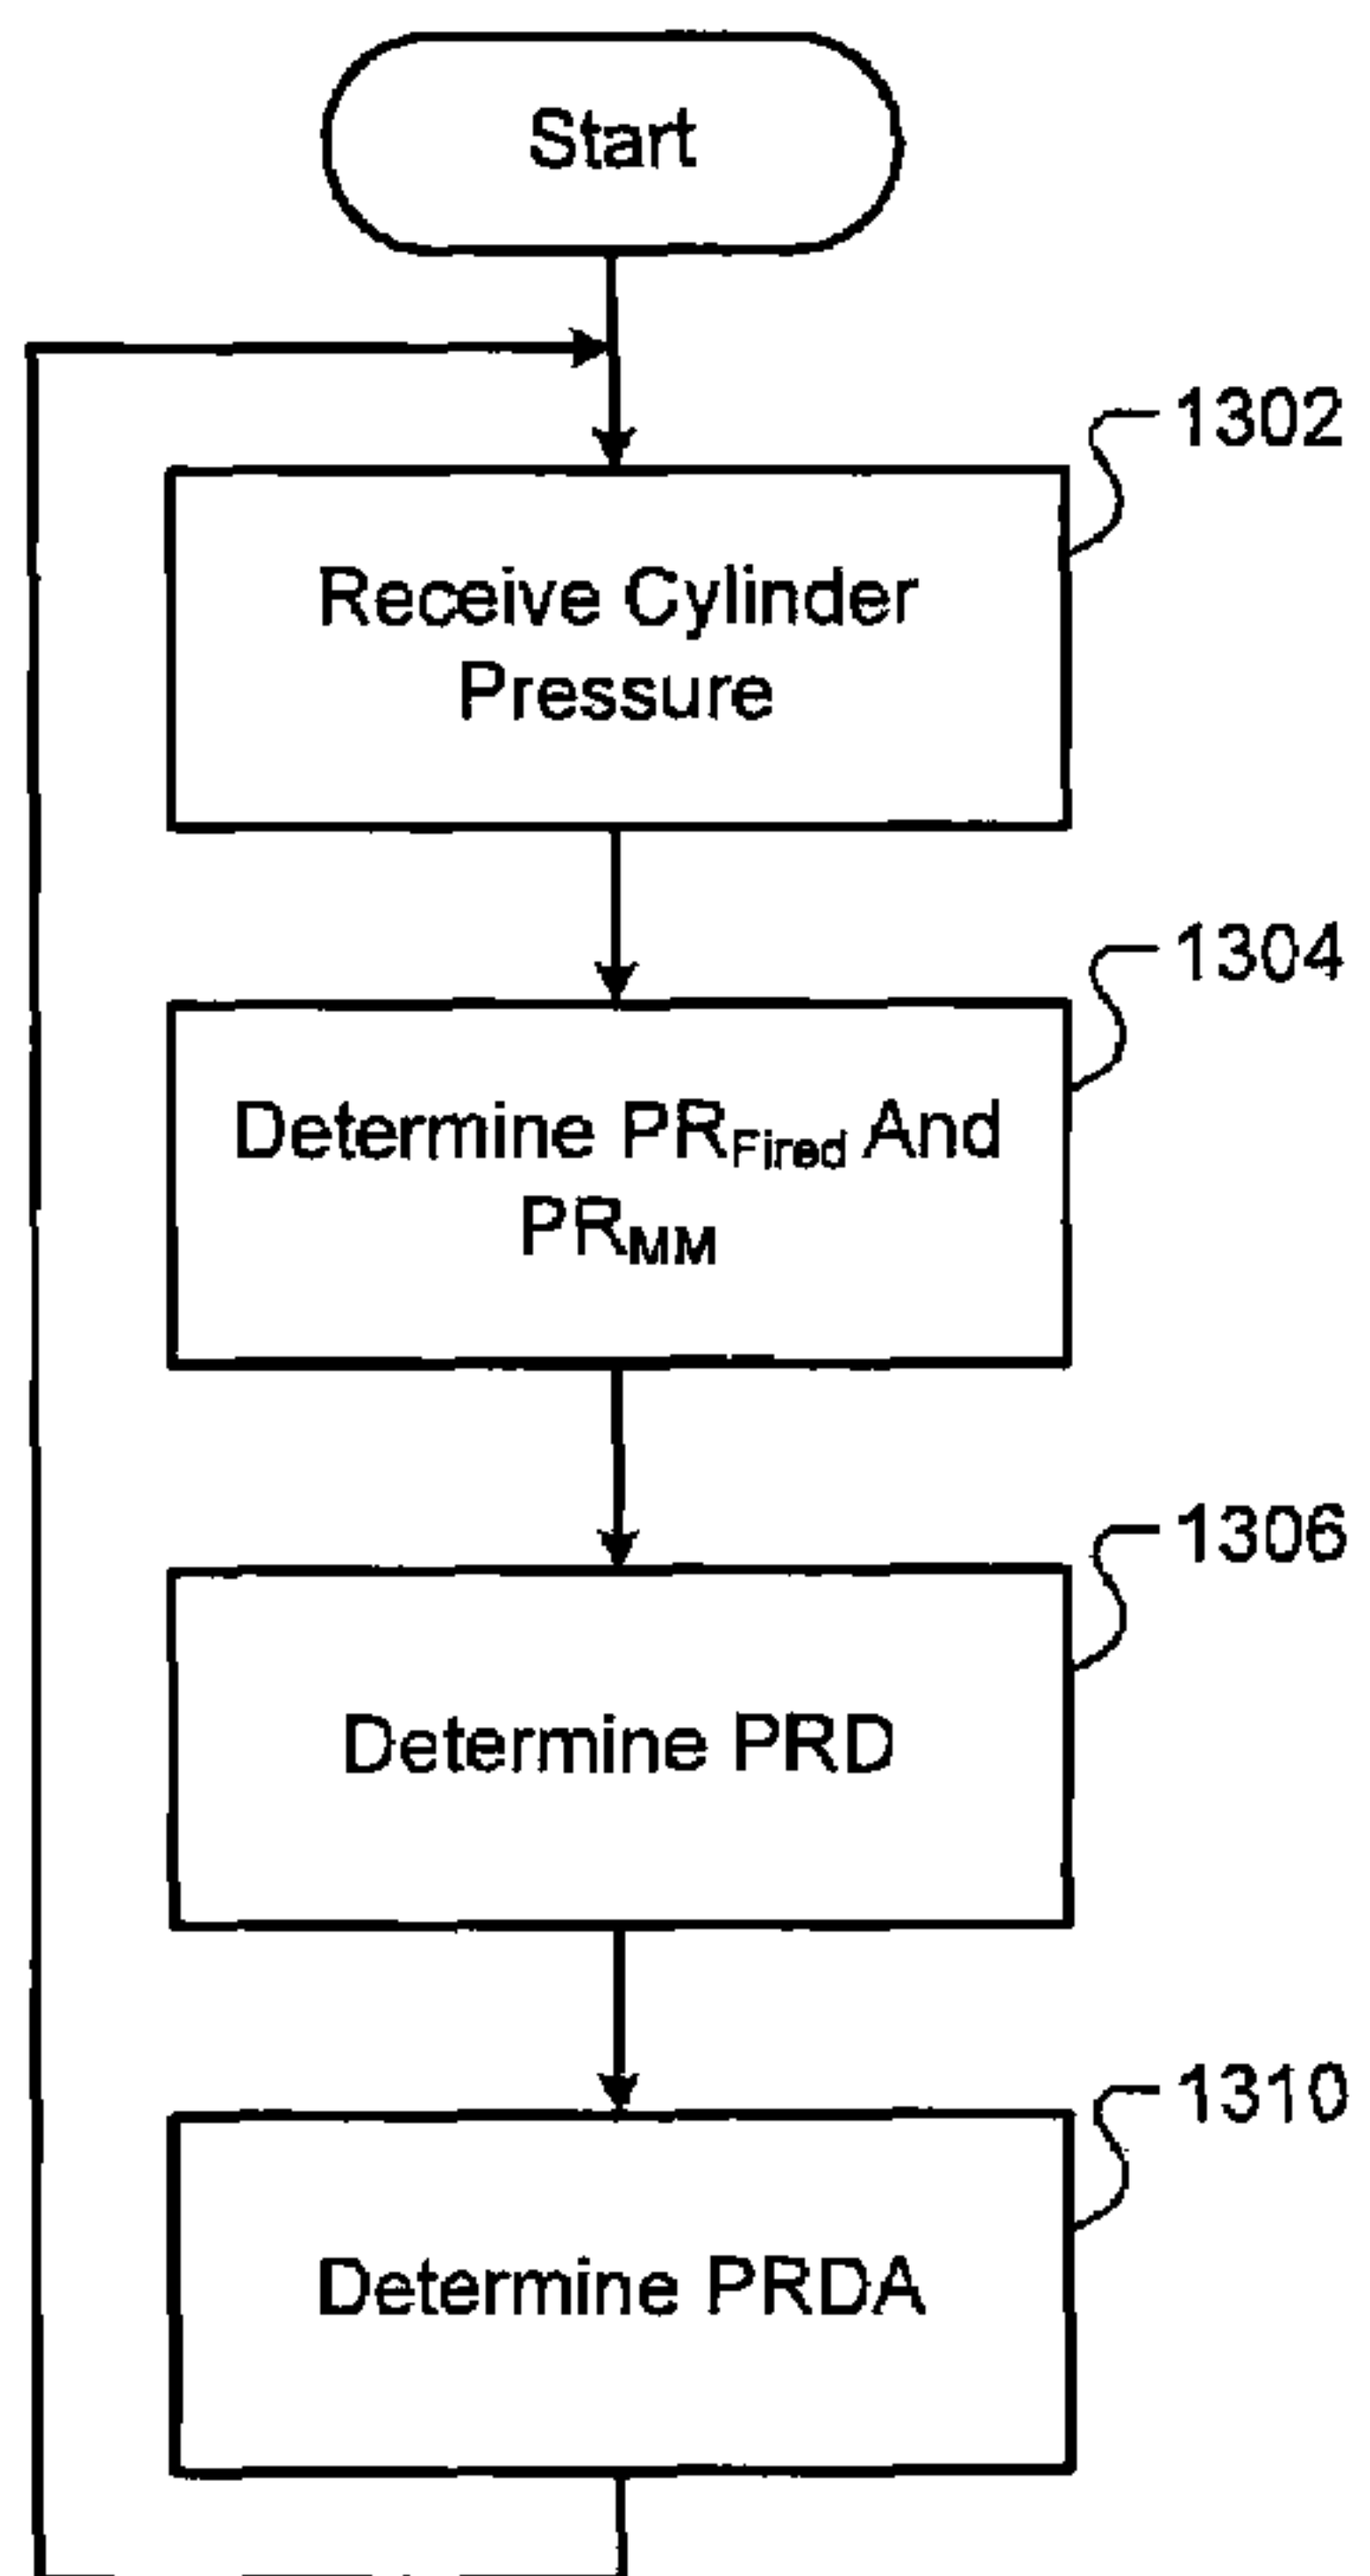 Start
1302
Receive Cylinder
Pressure
1304
Determine PRFired And
PRMM
1306
Determine PRD
1310
Determine PRDA